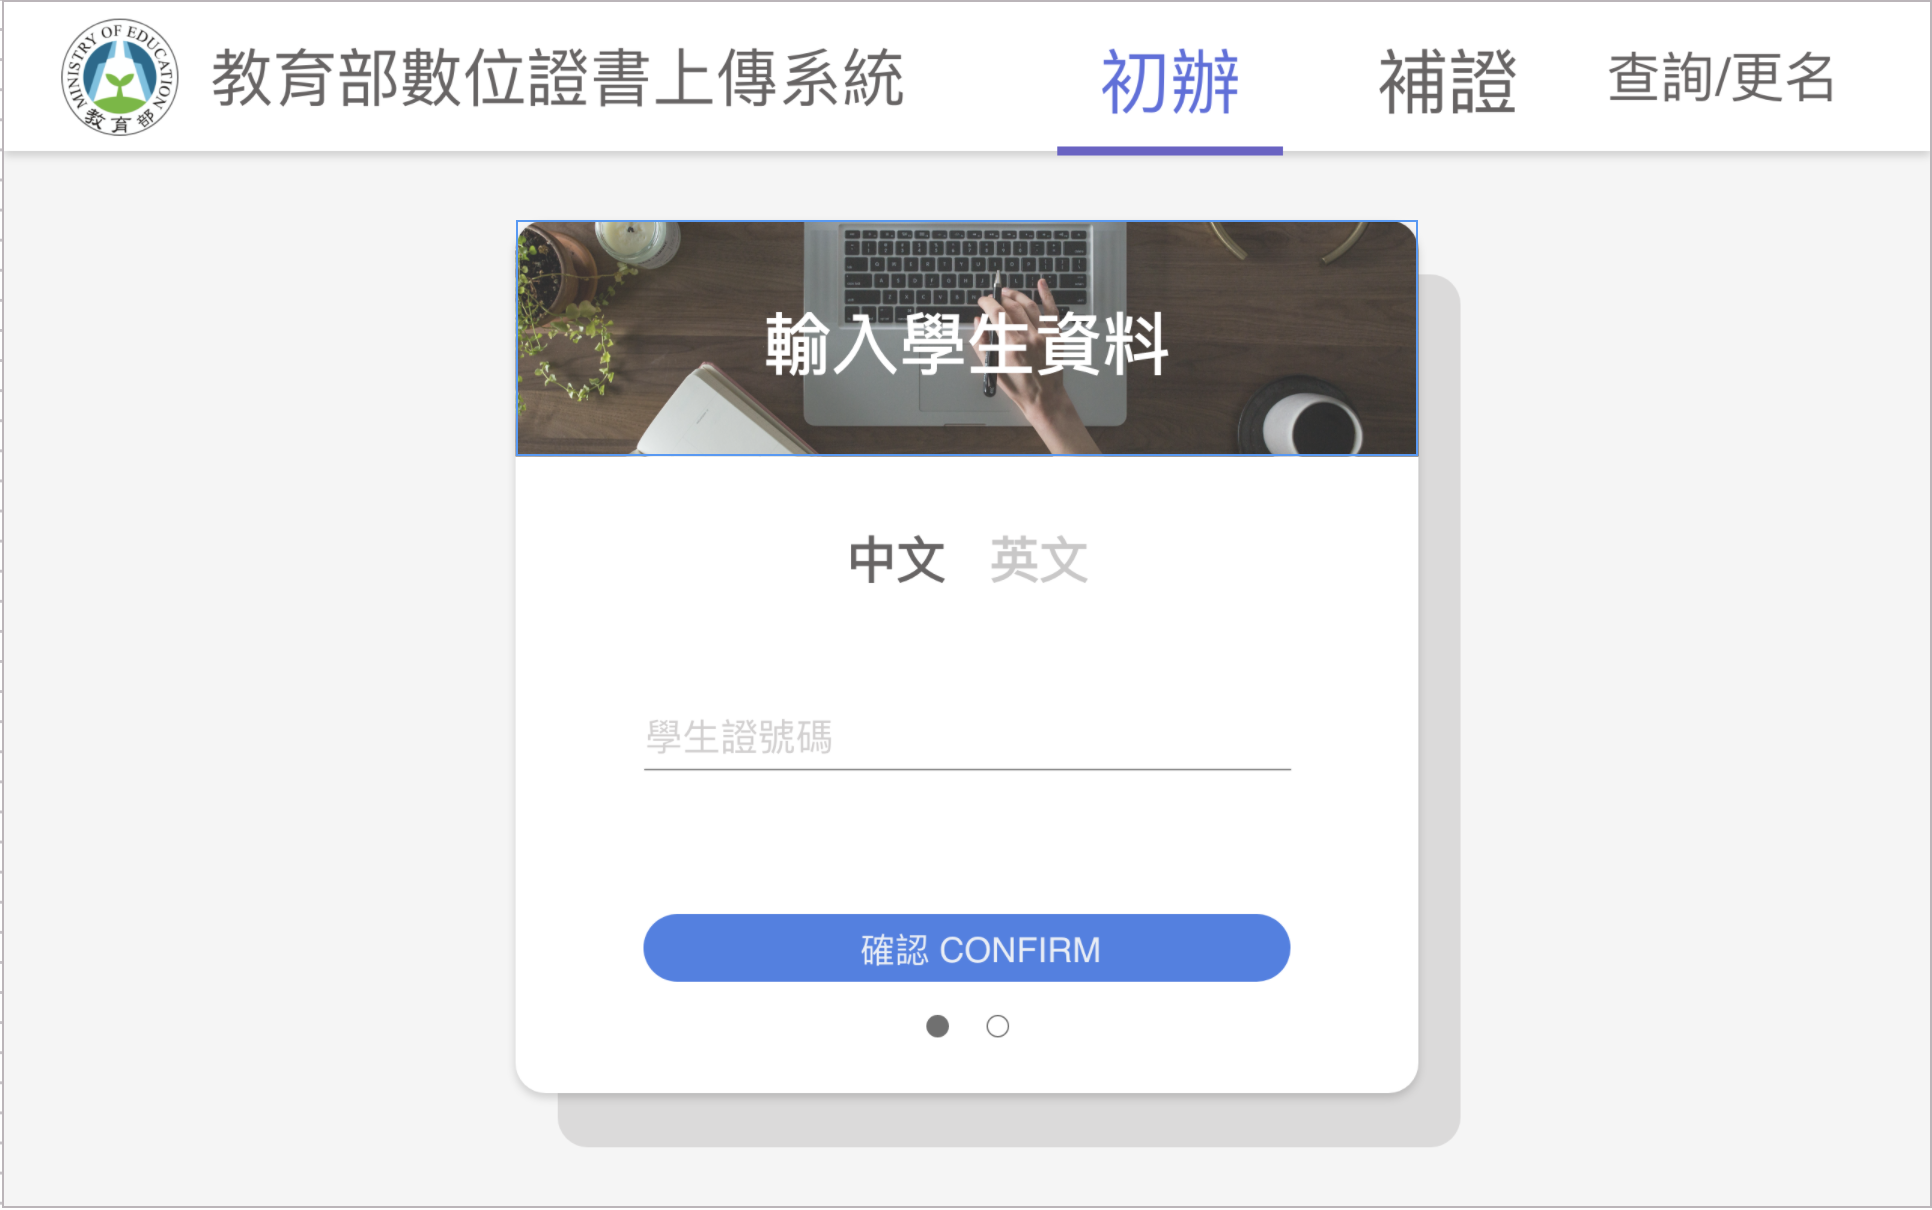 MINISTRY OF EDUCATION
教育部
教育部數位證書上傳系統
初辦
補證
查詢/更名
輸入學生資料
中文 英文
學生證號碼
確認 CONFIRM